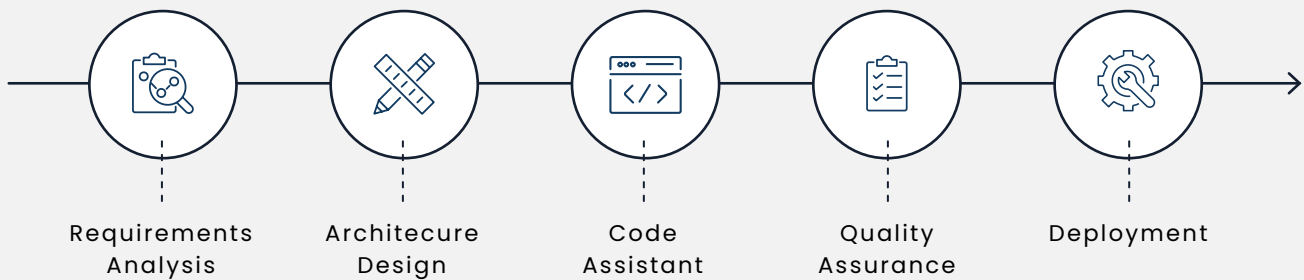 Requirements
Analysis
Architecure
Design
Code
Assistant
Quality
Assurance
Deployment